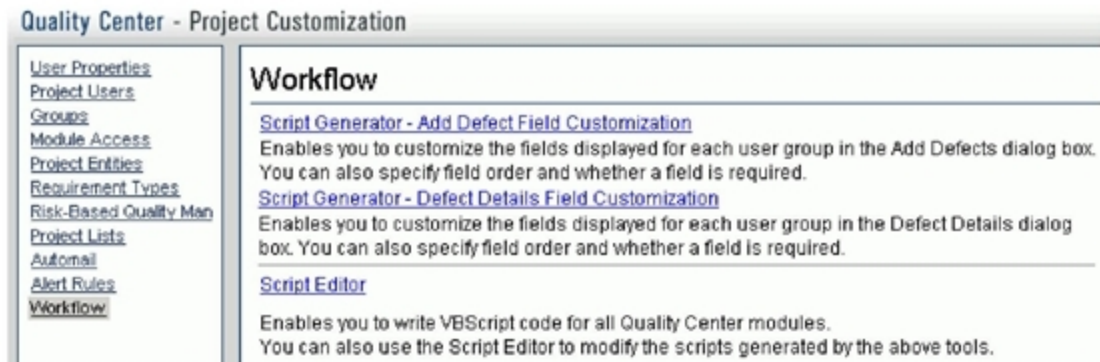 Quality Center - Project Customization
User Properties
Project Users
Groups
Module Access
Project Entities
Requirement Types
Risk-Based Quality Man
Project Lists
Automail
Alert Rules
Workflow
Workflow
Script Generator - Add Defect Field Customization
Enables you to customize the fields displayed for each user group in the Add Defects dialog box.
You can also specify field order and whether a field is required.
Script Generator - Defect Details Field Customization
Enables you to customize the fields displayed for each user group in the Defect Details dialog
box. You can also specify field order and whether a field is required.
Script Editor
Enables you to write VBScript code for all Quality Center modules.
You can also use the Script Editor to modify the scripts generated by the above tools.